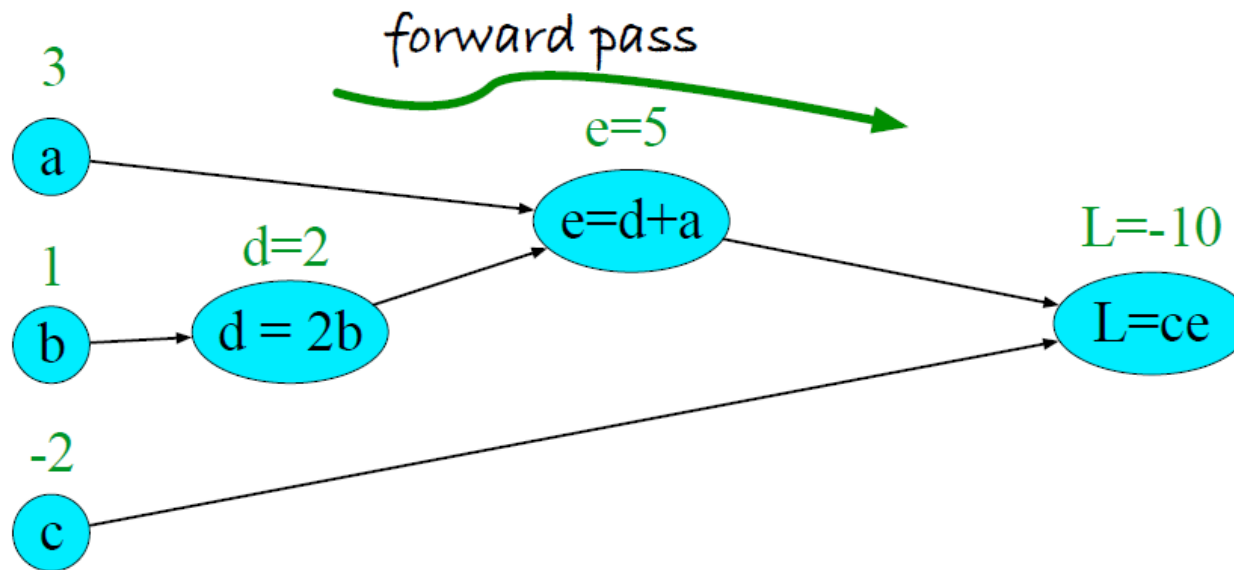 forward pass
3
a
e=5
e=d+a
1
b
d=2
d = 2b
L=-10
L=ce
-2
c